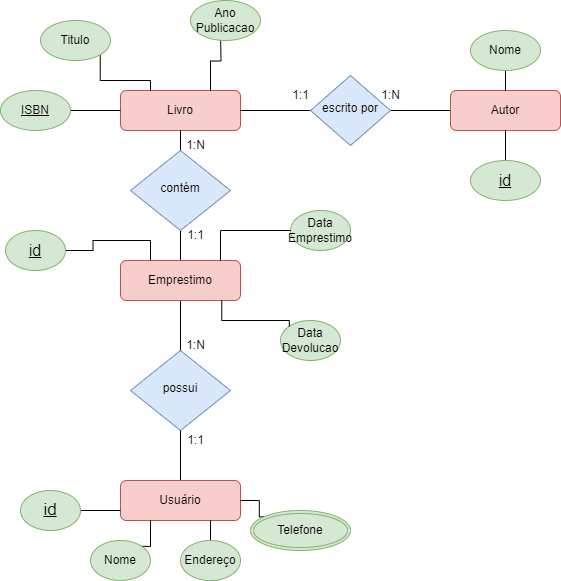 Ano
Publicacao
Titulo
Nome
1:1
escrito por
1:N
ISBN
Livro
Autor
1:N
contém
id
1:1
Data
Emprestimo
id
Emprestimo
Data
Devolucao
1:N
possui
1:1
id
Usuário
Telefone
Nome
Endereço